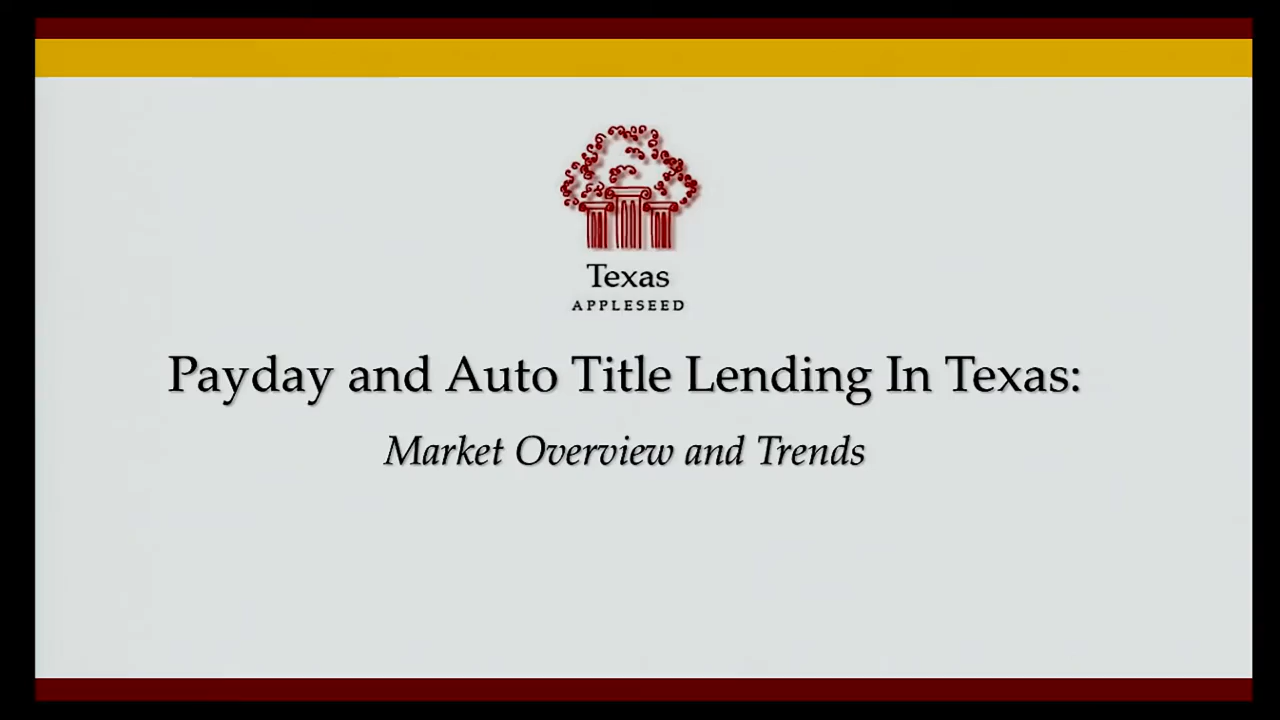 Texas
APPLESEED
Payday and Auto Title Lending In Texas:
Market Overview and Trends